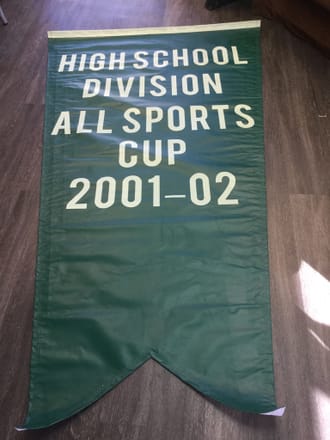 HIGH SCHOOL
DIVISION
ALL SPORTS
CUP
2001–02